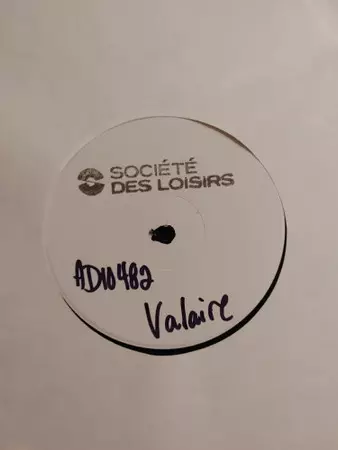 SOCIÉTÉ
DES LOISIRS
AD10482
Valaire